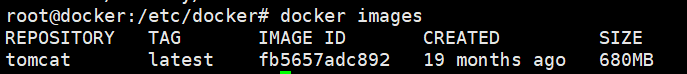 root@docker:/etc/docker# docker images
REPOSITORY TAG IMAGE ID CREATED SIZE
tomcat latest fb5657adc892 19 months ago 680MB